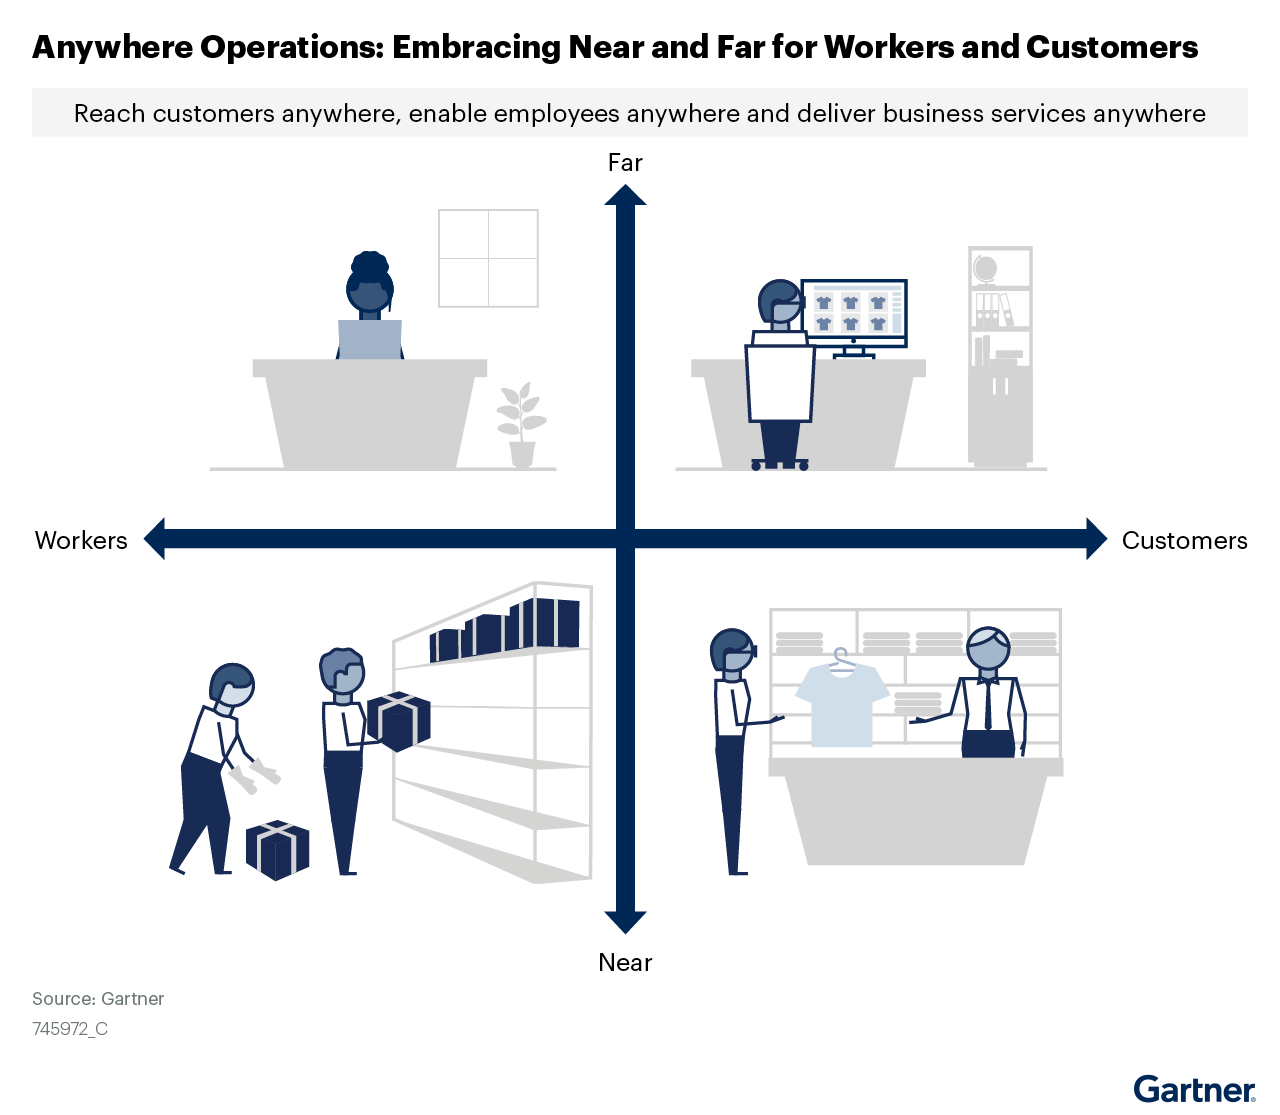 Anywhere Operations: Embracing Near and Far for Workers and Customers
Reach customers anywhere, enable employees anywhere and deliver business services anywhere
Far
Workers
Customers
Near
Source: Gartner
745972_C
Gartner®